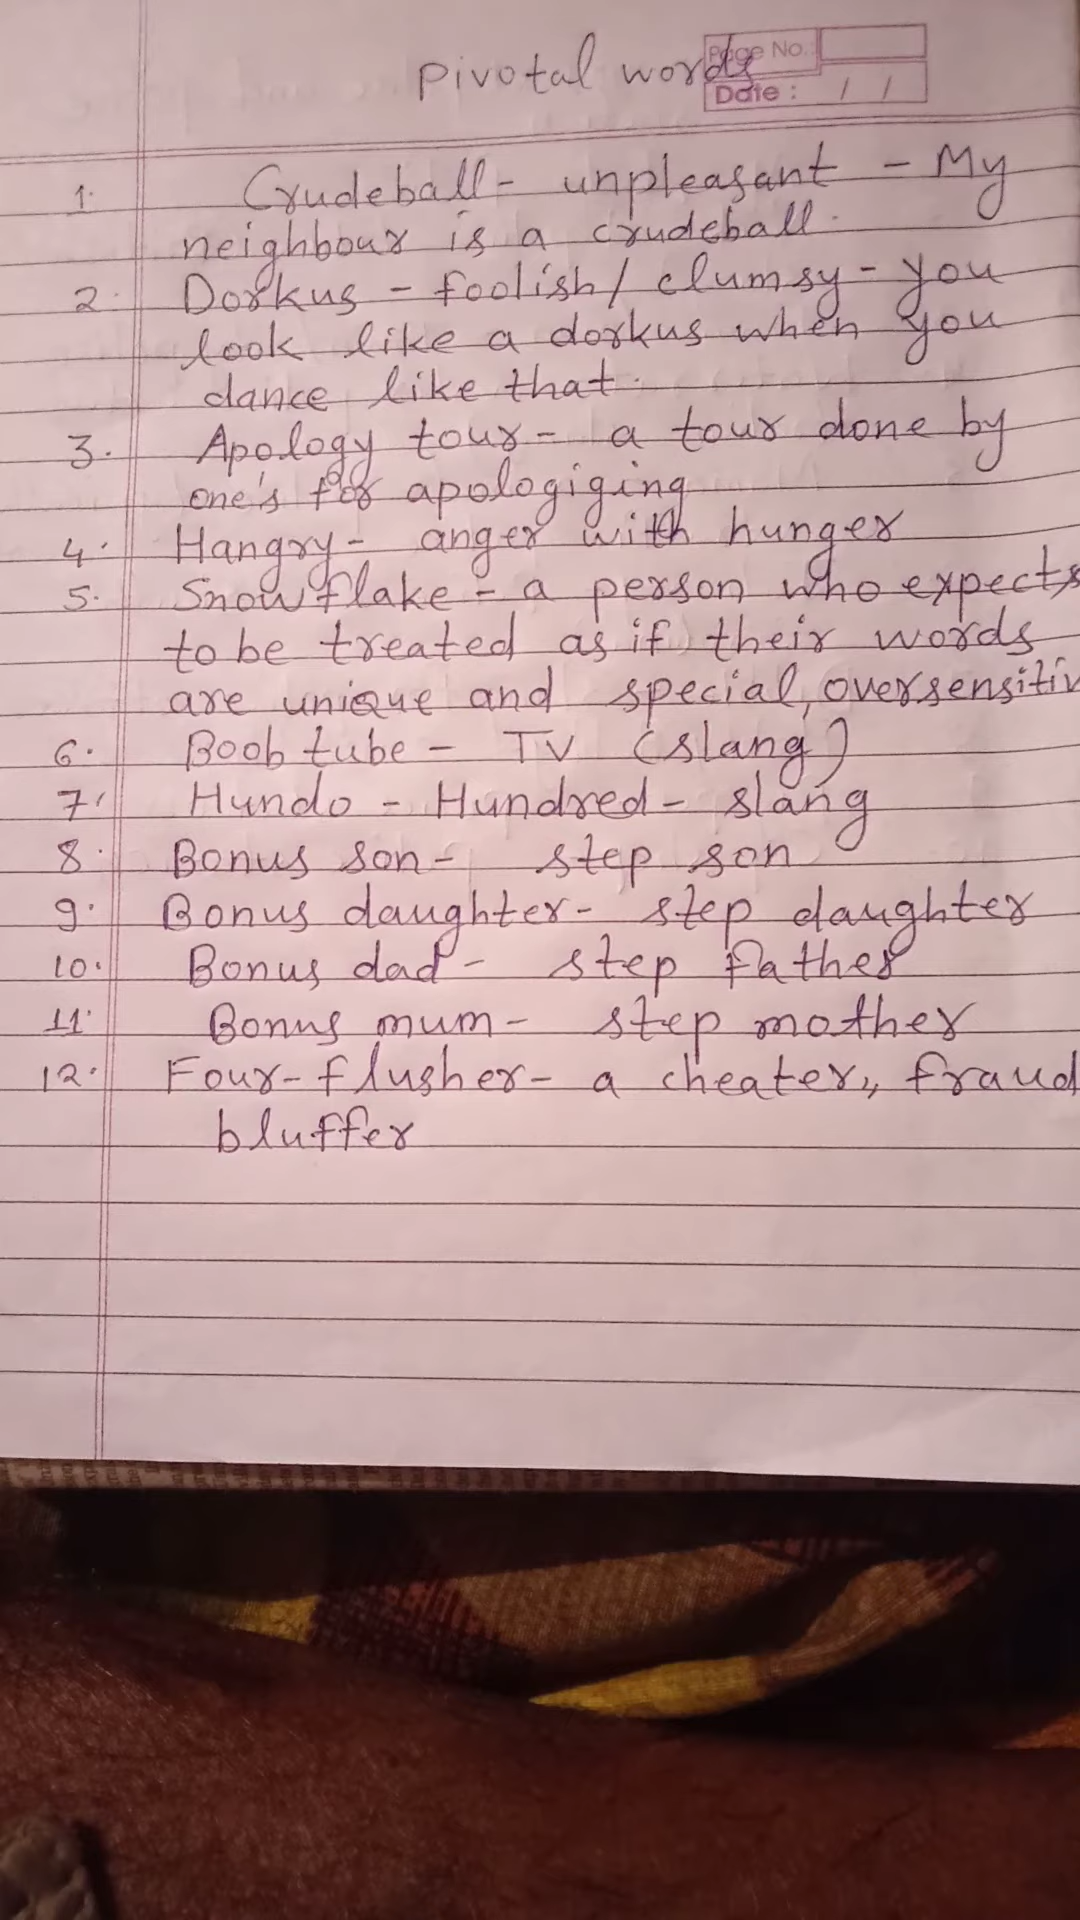 Pivotal words
Page No.
Date : / /
1. Crudeball - unpleasant - My
neighbour is a crudeball.
2. Dorkus - foolish / clumsy - you
look like a dorkus when you
dance like that.
3. Apology tour - a tour done by
one's for apologiging
4. Hangry - anger with hunger
5. Snowflake - a person who expects
to be treated as if their words
are unique and special, oversensitiv
6. Boob tube - TV (slang)
7. Hundo - Hundred - slang
8. Bonus son - step son
9. Bonus daughter - step daughter
10. Bonus dad - step father
11. Bonus mum - step mother
12. Four-flusher - a cheater,, fraud
bluffer